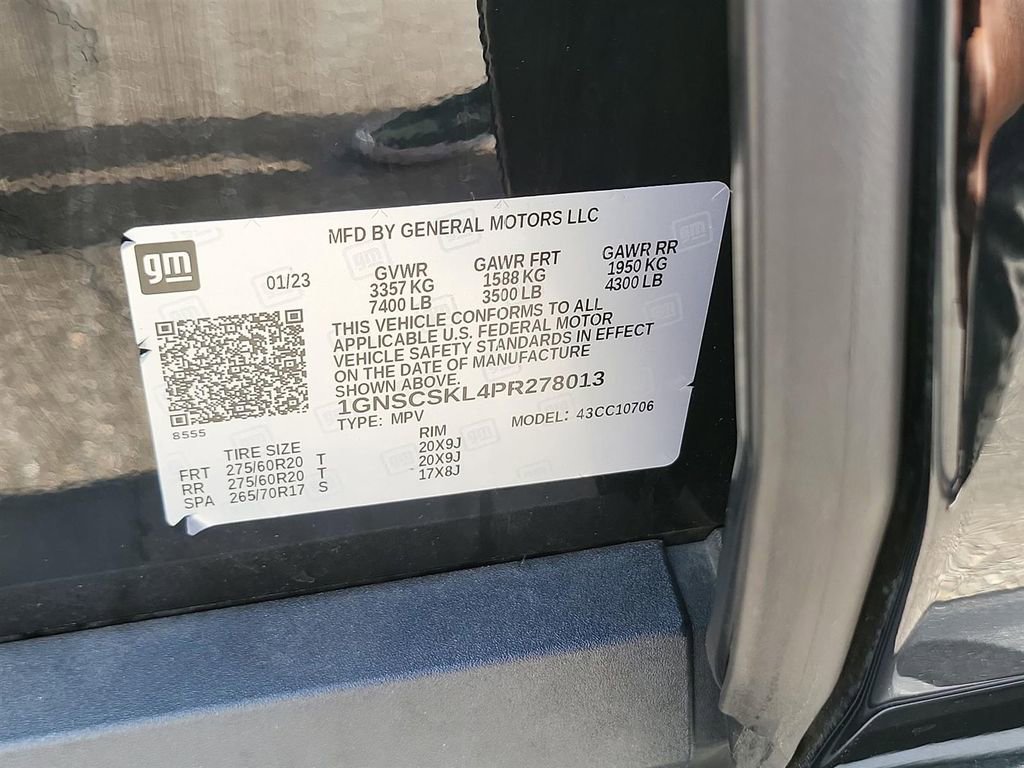 MFD BY GENERAL MOTORS LLC
gm
01/23
GVWR GAWR FRT GAWR RR
3357 KG 1588 KG 1950 KG
7400 LB 3500 LB 4300 LB
THIS VEHICLE CONFORMS TO ALL
APPLICABLE U.S. FEDERAL MOTOR
VEHICLE SAFETY STANDARDS IN EFFECT
ON THE DATE OF MANUFACTURE
SHOWN ABOVE.
1GNSCSKL4PR278013
TYPE: MPV MODEL: 43CC10706
8555
TIRE SIZE RIM
FRT 275/60R20 T 20X9J
RR 275/60R20 T 20X9J
SPA 265/70R17 S 17X8J